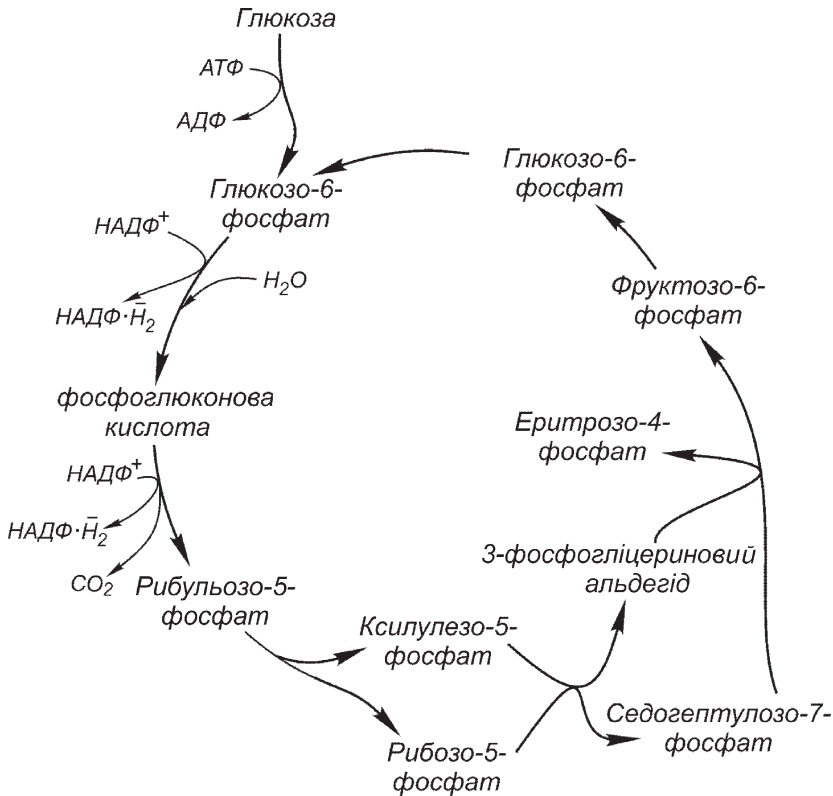 Глюкоза
АТФ
АДФ
Глюкозо-6-
фосфат
Глюкозо-6-
фосфат
НАДФ⁺
H₂O
НАДФ·H̄₂
Фруктозо-6-
фосфат
фосфоглюконова
кислота
Еритрозо-4-
фосфат
НАДФ⁺
НАДФ·H̄₂
CO₂
Рибульозо-5-
фосфат
3-фосфогліцериновий
альдегід
Ксилулезо-5-
фосфат
Седогептулозо-7-
фосфат
Рибозо-5-
фосфат